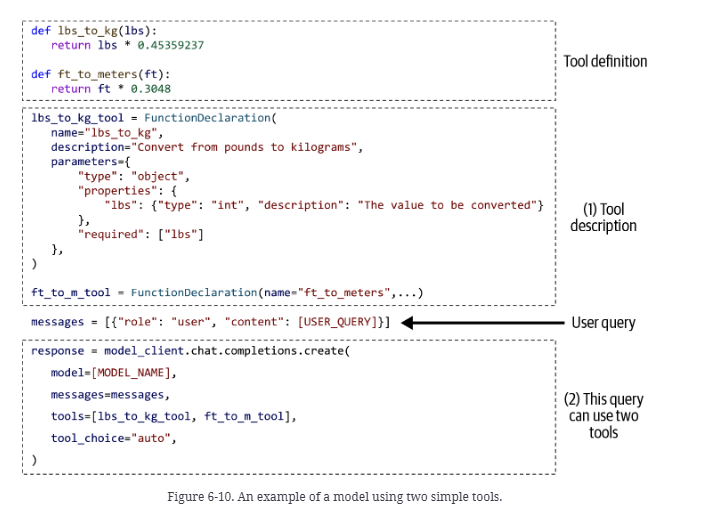 def lbs_to_kg(lbs):
return lbs * 0.45359237
def ft_to_meters(ft):
return ft * 0.3048
Tool definition
lbs_to_kg_tool = FunctionDeclaration(
name="lbs_to_kg",
description="Convert from pounds to kilograms",
parameters={
"type": "object",
"properties": {
"lbs": {"type": "int", "description": "The value to be converted"}
},
"required": ["lbs"]
},
)
ft_to_m_tool = FunctionDeclaration(name="ft_to_meters",...)
(1) Tool
description
messages = [{"role": "user", "content": [USER_QUERY]}]
User query
response = model_client.chat.completions.create(
model=[MODEL_NAME],
messages=messages,
tools=[lbs_to_kg_tool, ft_to_m_tool],
tool_choice="auto",
)
(2) This query
can use two
tools
Figure 6-10. An example of a model using two simple tools.